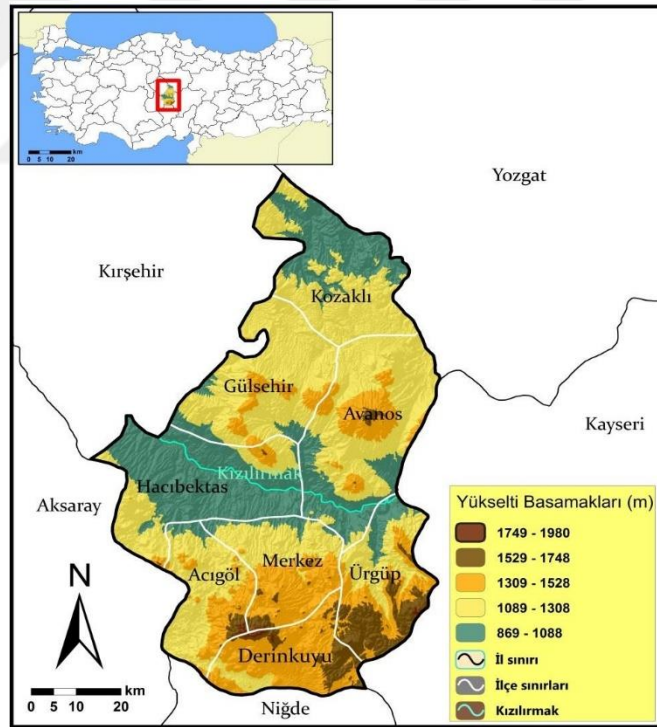 km
0 5 10 20
Yozgat
Kırşehir
Kozaklı
Gülsehir
Avanos
Kayseri
Kızılırmak
Hacıbektas
Aksaray
Acıgöl
Merkez
Ürgüp
Derinkuyu
Niğde
N
km
0 5 10 20
Yükselti Basamakları (m)
1749 - 1980
1529 - 1748
1309 - 1528
1089 - 1308
869 - 1088
İl sınırı
İlçe sınırları
Kızılırmak